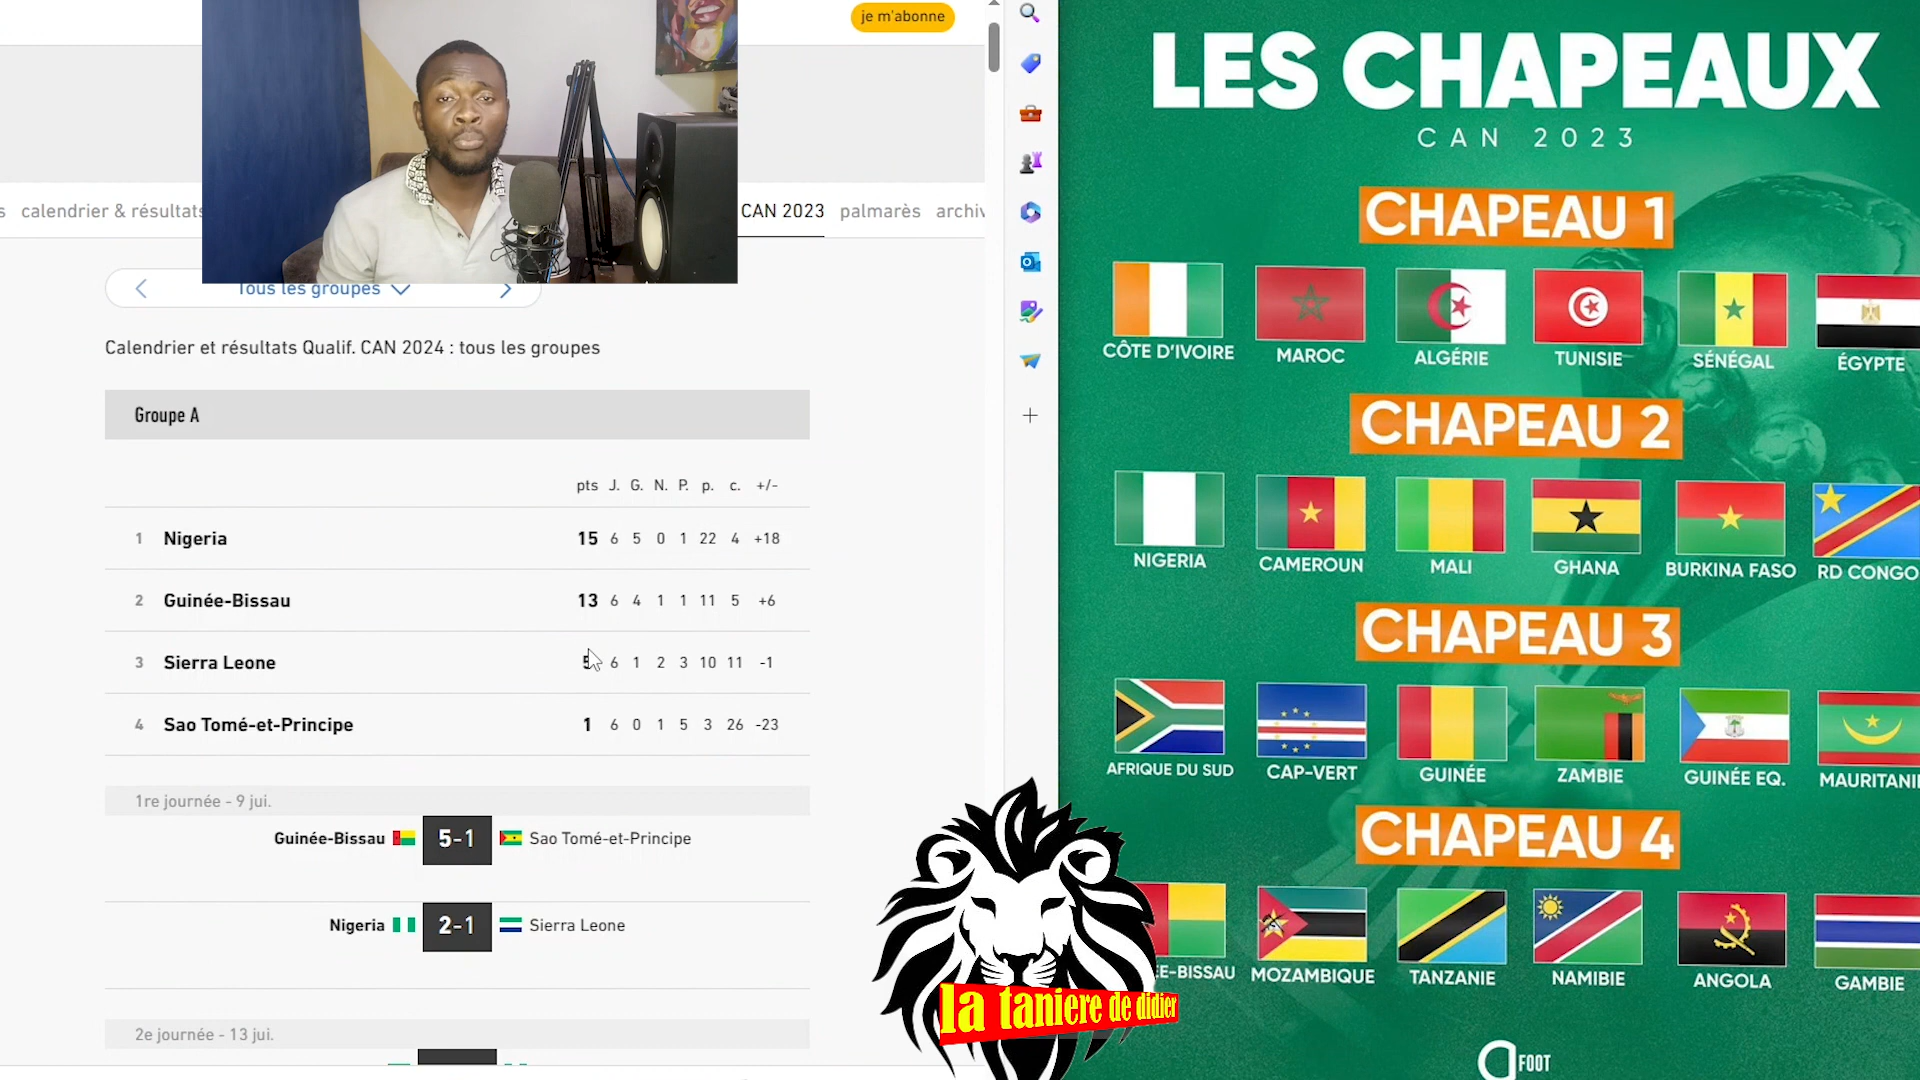 je m'abonne
s calendrier & résultats
CAN 2023 palmarès archiv
Tous les groupes
Calendrier et résultats Qualif. CAN 2024 : tous les groupes
Groupe A
pts J. G. N. P. p. c. +/-
1 Nigeria 15 6 5 0 1 22 4 +18
2 Guinée-Bissau 13 6 4 1 1 11 5 +6
3 Sierra Leone 5 6 1 2 3 10 11 -1
4 Sao Tomé-et-Principe 1 6 0 1 5 3 26 -23
1re journée - 9 jui.
Guinée-Bissau 5-1 Sao Tomé-et-Principe
Nigeria 2-1 Sierra Leone
2e journée - 13 jui.
LES CHAPEAUX
CAN 2023
CHAPEAU 1
CÔTE D'IVOIRE MAROC ALGÉRIE TUNISIE SÉNÉGAL ÉGYPTE
CHAPEAU 2
NIGERIA CAMEROUN MALI GHANA BURKINA FASO RD CONGO
CHAPEAU 3
AFRIQUE DU SUD CAP-VERT GUINÉE ZAMBIE GUINÉE EQ. MAURITANI
CHAPEAU 4
ÉE-BISSAU MOZAMBIQUE TANZANIE NAMIBIE ANGOLA GAMBIE
la taniere de didier
FOOT